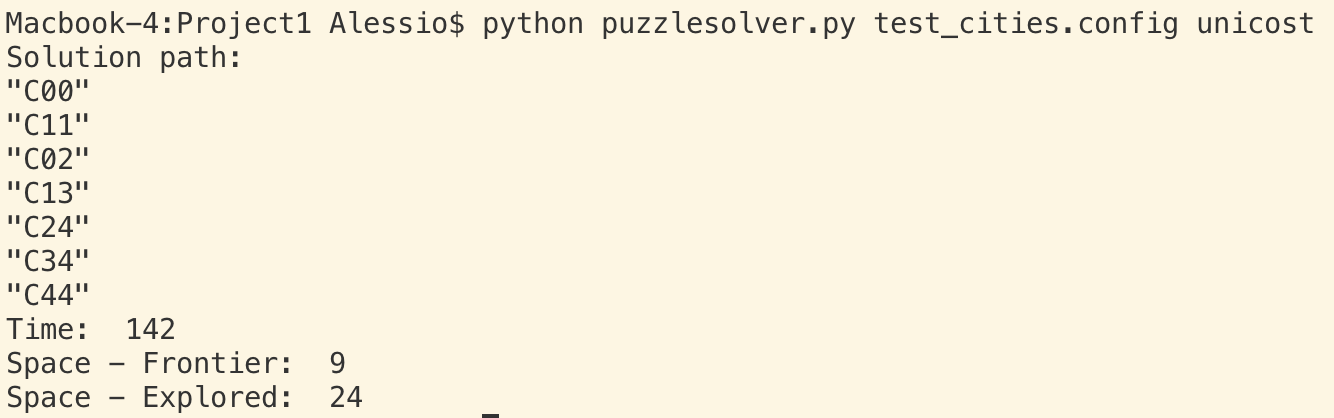 Macbook-4:Project1 Alessio$ python puzzlesolver.py test_cities.config unicost
Solution path:
"C00"
"C11"
"C02"
"C13"
"C24"
"C34"
"C44"
Time:  142
Space - Frontier:  9
Space - Explored:  24